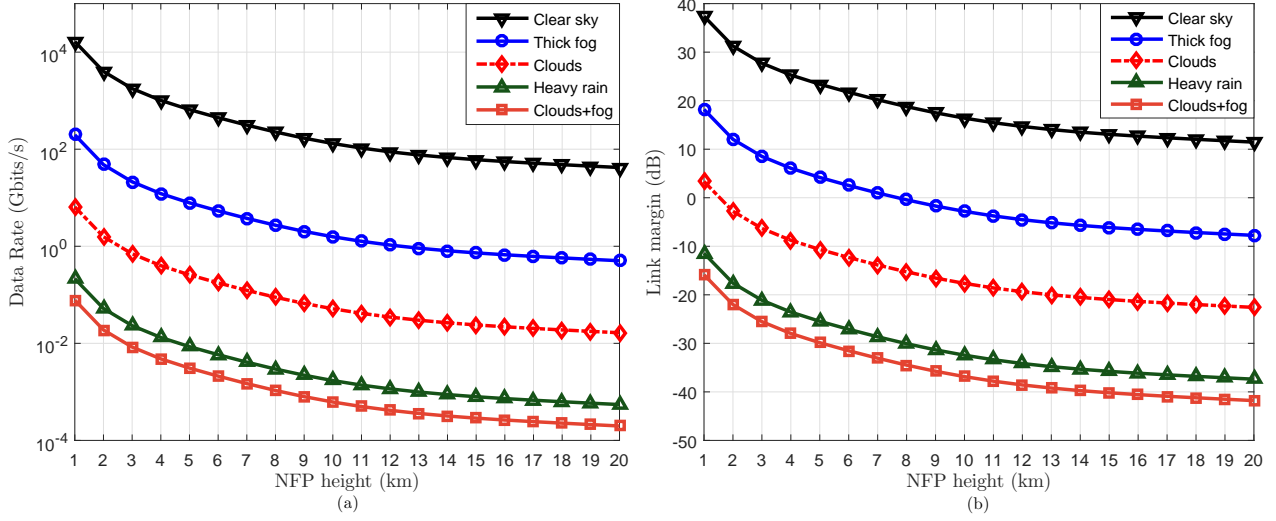 Data Rate (Gbits/s)
10^4
10^2
10^0
10^-2
10^-4
Clear sky
Thick fog
Clouds
Heavy rain
Clouds+fog
1 2 3 4 5 6 7 8 9 10 11 12 13 14 15 16 17 18 19 20
NFP height (km)
(a)
Link margin (dB)
40
30
20
10
0
-10
-20
-30
-40
-50
Clear sky
Thick fog
Clouds
Heavy rain
Clouds+fog
1 2 3 4 5 6 7 8 9 10 11 12 13 14 15 16 17 18 19 20
NFP height (km)
(b)